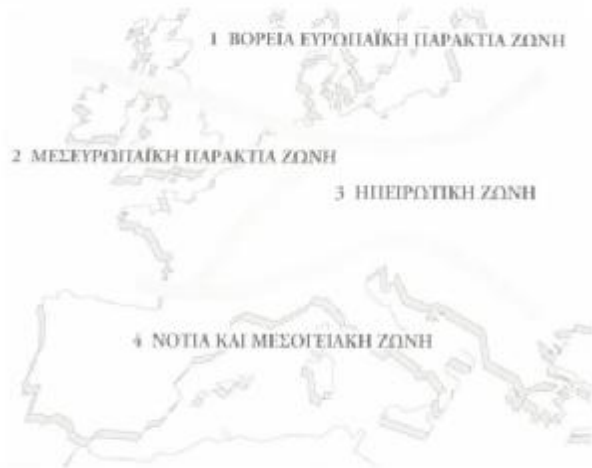 1 ΒΟΡΕΙΑ ΕΥΡΩΠΑΪΚΗ ΠΑΡΑΚΤΙΑ ΖΩΝΗ
2 ΜΕΣΕΥΡΩΠΑΪΚΗ ΠΑΡΑΚΤΙΑ ΖΩΝΗ
3 ΗΠΕΙΡΩΤΙΚΗ ΖΩΝΗ
4 ΝΟΤΙΑ ΚΑΙ ΜΕΣΟΓΕΙΑΚΗ ΖΩΝΗ